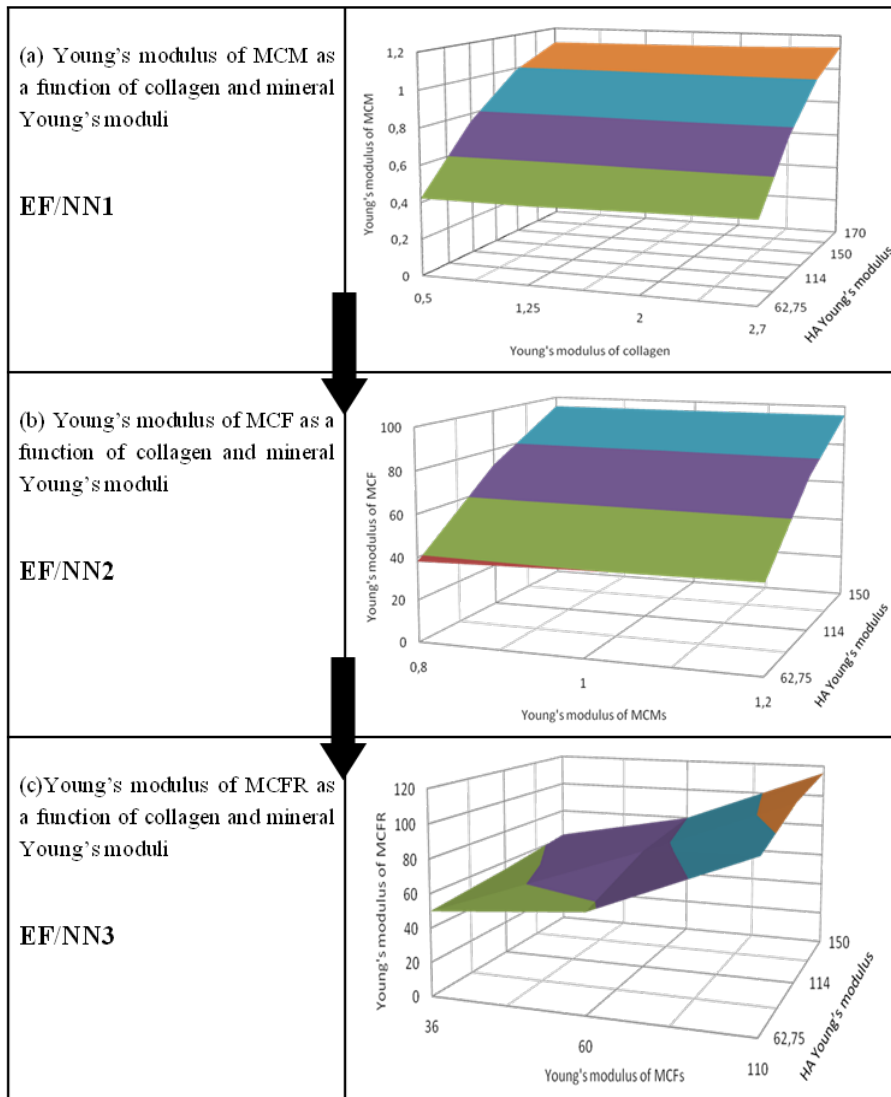 (a) Young's modulus of MCM as
a function of collagen and mineral
Young's moduli
EF/NN1
Young's modulus of MCM
1,2
1
0,8
0,6
0,4
0,2
0
0,5
1,25
2
2,7
Young's modulus of collagen
170
150
114
62,75
HA Young's modulus
(b) Young's modulus of MCF as a
function of collagen and mineral
Young's moduli
EF/NN2
Young's modulus of MCF
100
80
60
40
20
0
0,8
1
1,2
Young's modulus of MCMs
150
114
62,75
HA Young's modulus
(c)Young's modulus of MCFR as
a function of collagen and mineral
Young's moduli
EF/NN3
Young's modulus of MCFR
120
100
80
60
40
20
0
36
60
110
Young's modulus of MCFs
150
114
62,75
HA Young's modulus